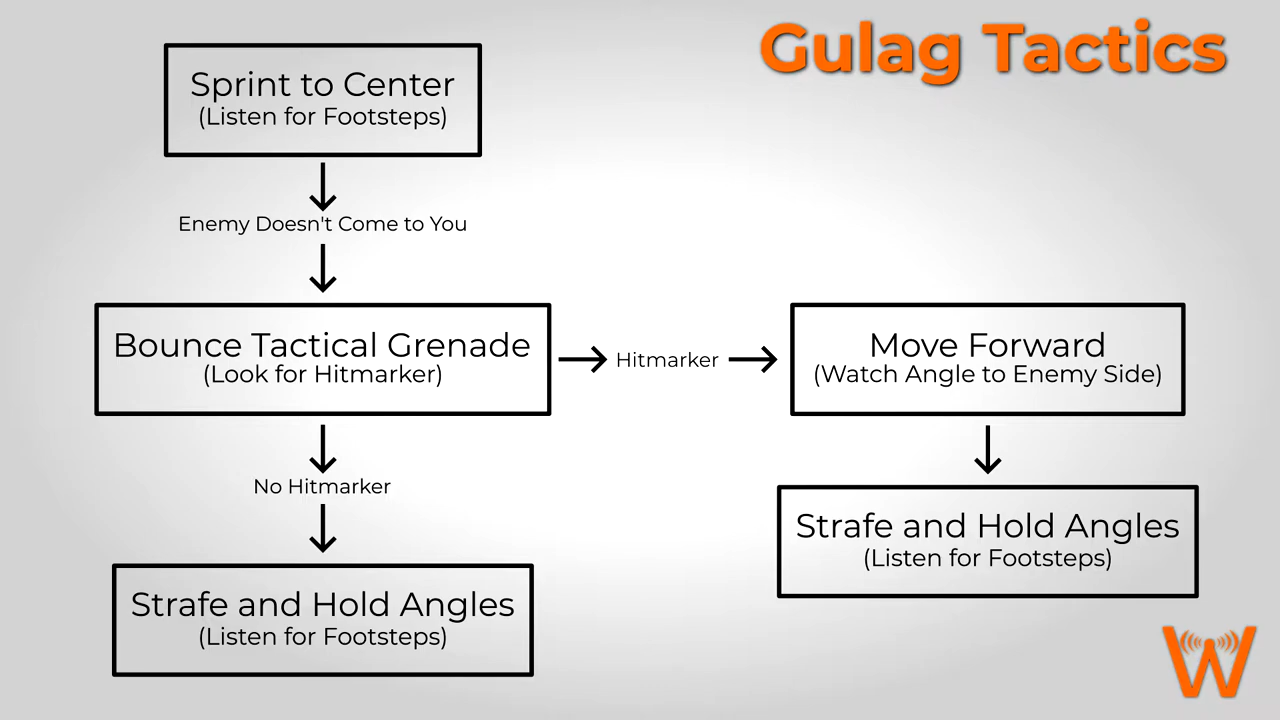 Gulag Tactics
Sprint to Center
(Listen for Footsteps)
Enemy Doesn't Come to You
Bounce Tactical Grenade
(Look for Hitmarker)
Hitmarker
Move Forward
(Watch Angle to Enemy Side)
No Hitmarker
Strafe and Hold Angles
(Listen for Footsteps)
Strafe and Hold Angles
(Listen for Footsteps)
W